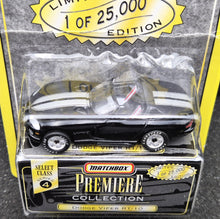 LIMITED
1 OF 25,000
EDITION
SELECT CLASS
4
MATCHBOX
PREMIERE
COLLECTION
DODGE VIPER RT/10